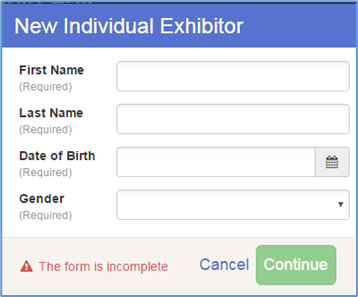 New Individual Exhibitor
First Name
(Required)
Last Name
(Required)
Date of Birth
(Required)
Gender
(Required)
The form is incomplete Cancel Continue